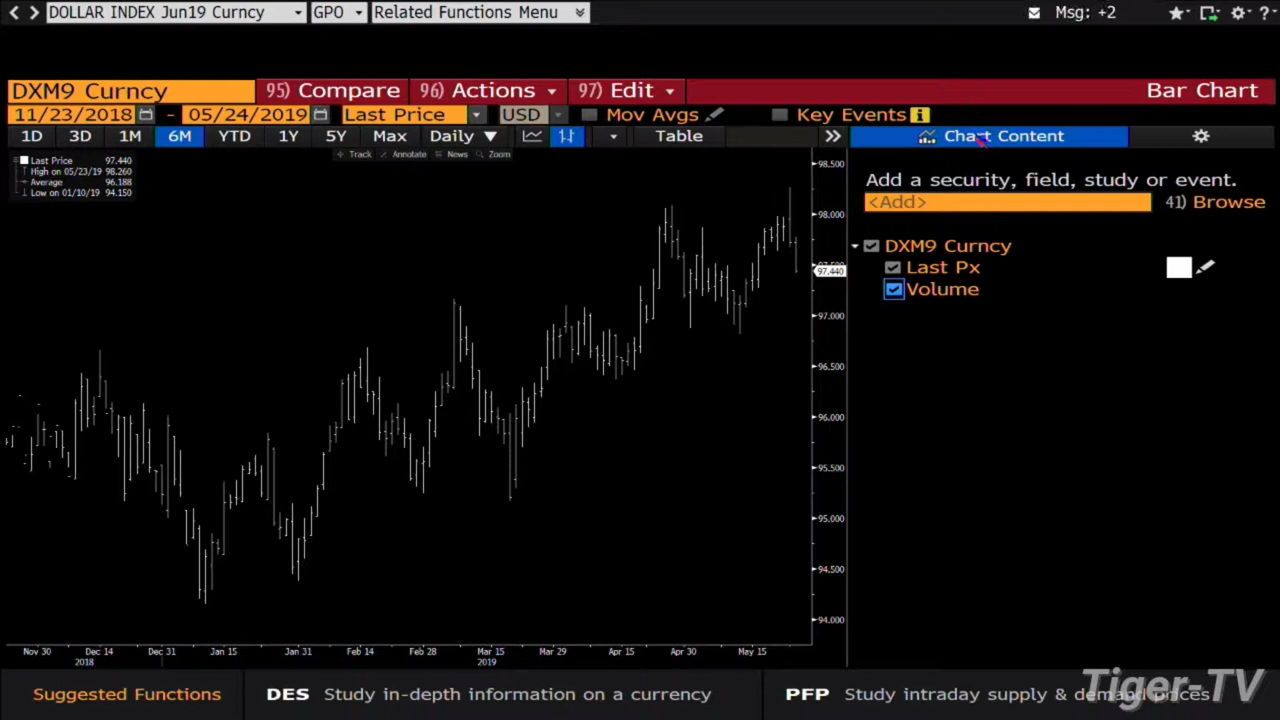 DOLLAR INDEX Jun19 Curncy GPO Related Functions Menu Msg: +2 ?
DXM9 Curncy 95) Compare 96) Actions 97) Edit Bar Chart
11/23/2018 - 05/24/2019 Last Price USD Mov Avgs Key Events i
1D 3D 1M 6M YTD 1Y 5Y Max Daily Table Chart Content
Track Annotate News Zoom
Last Price 97.440
High on 05/23/19 98.260
Average 96.188
Low on 01/10/19 94.150
Add a security, field, study or event.
<Add> 41) Browse
DXM9 Curncy
Last Px
Volume
98.500
98.000
97.440
97.000
96.500
96.000
95.500
95.000
94.500
94.000
Nov 30 Dec 14 Dec 31 Jan 15 Jan 31 Feb 14 Feb 28 Mar 15 Mar 29 Apr 15 Apr 30 May 15
2018 2019
Suggested Functions DES Study in-depth information on a currency PFP Study intraday supply & demand prices
Tiger-TV